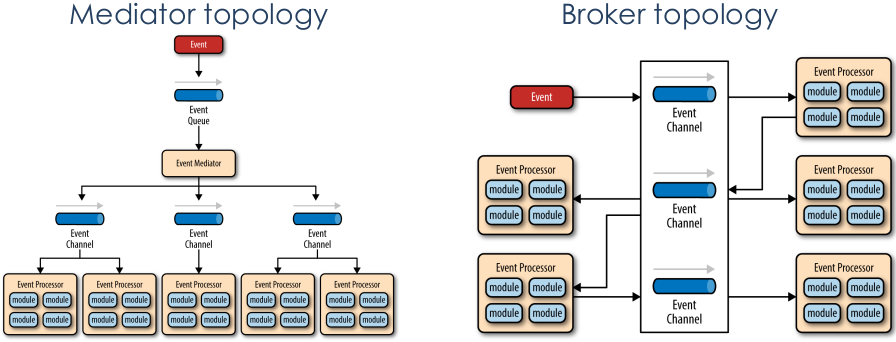 Mediator topology
Event
Event
Queue
Event Mediator
Event
Channel
Event
Channel
Event
Channel
Event Processor
module module
module module
Event Processor
module module
module module
Event Processor
module module
module module
Event Processor
module module
module module
Event Processor
module module
module module
Broker topology
Event
Event
Channel
Event Processor
module module
module module
Event Processor
module module
module module
Event
Channel
Event Processor
module module
module module
Event Processor
module module
module module
Event
Channel
Event Processor
module module
module module